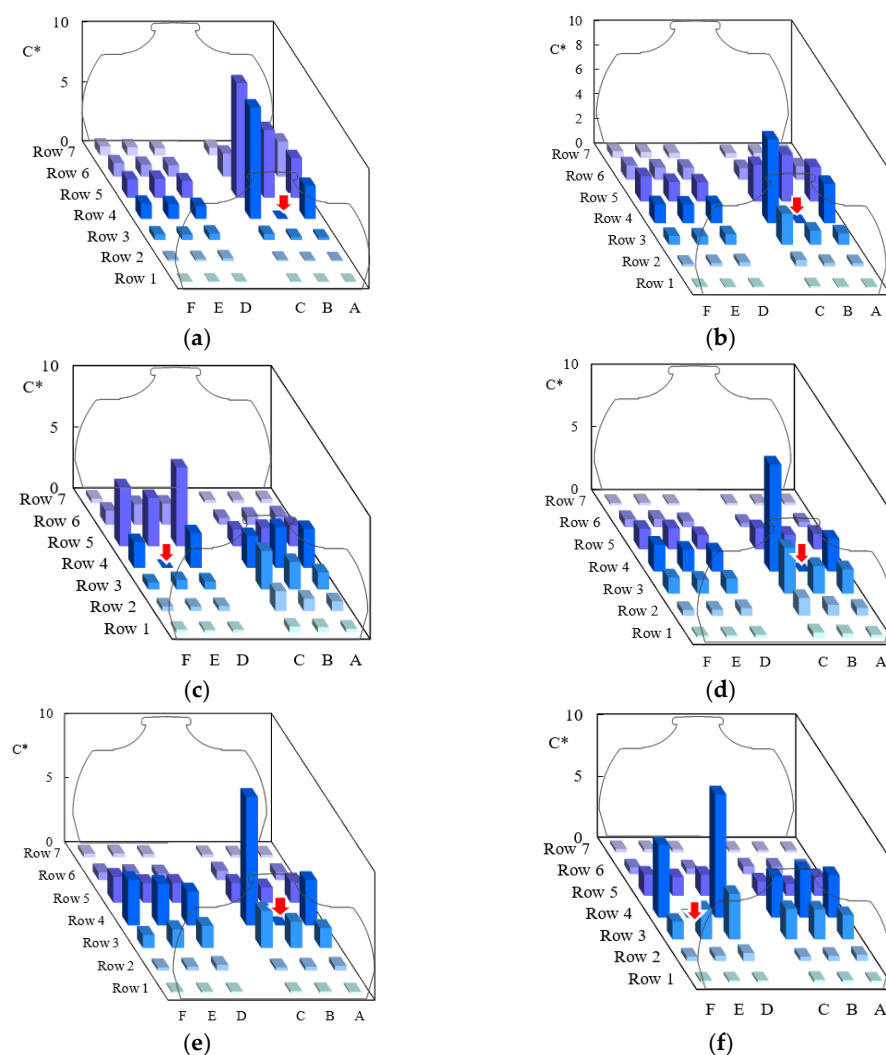 10
C*
5
0
Row 7
Row 6
Row 5
Row 4
Row 3
Row 2
Row 1
F E D C B A
(a)
10
C*
8
6
4
2
0
Row 7
Row 6
Row 5
Row 4
Row 3
Row 2
Row 1
F E D C B A
(b)
10
C*
5
0
Row 7
Row 6
Row 5
Row 4
Row 3
Row 2
Row 1
F E D C B A
(c)
10
C*
5
0
Row 7
Row 6
Row 5
Row 4
Row 3
Row 2
Row 1
F E D C B A
(d)
10
C*
5
0
Row 7
Row 6
Row 5
Row 4
Row 3
Row 2
Row 1
F E D C B A
(e)
10
C*
5
0
Row 7
Row 6
Row 5
Row 4
Row 3
Row 2
Row 1
F E D C B A
(f)